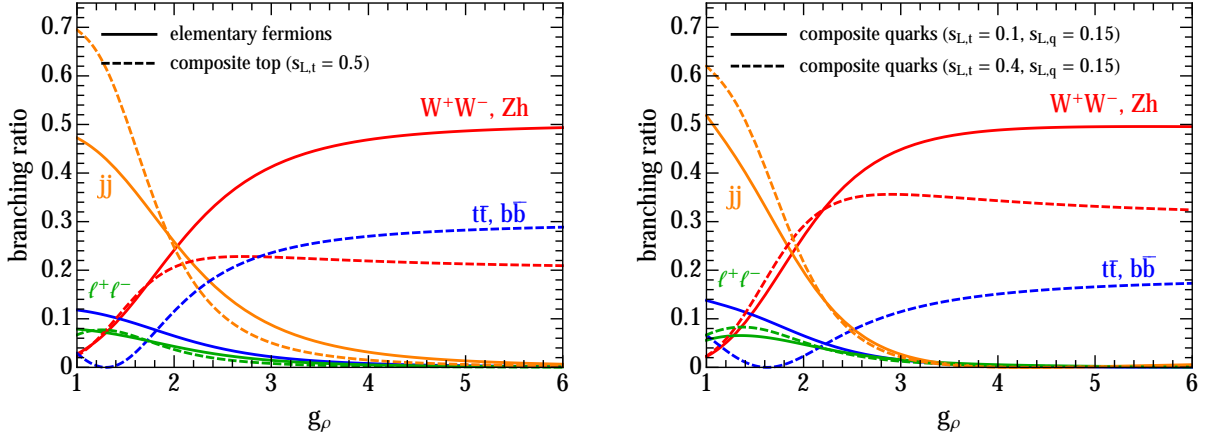 0.7
0.6
0.5
0.4
0.3
0.2
0.1
0
branching ratio
elementary fermions
composite top (s_{L,t} = 0.5)
W⁺W⁻, Zh
jj
tt̄, bb̄
ℓ⁺ℓ⁻
1 2 3 4 5 6
g_ρ
0.7
0.6
0.5
0.4
0.3
0.2
0.1
0
branching ratio
composite quarks (s_{L,t} = 0.1, s_{L,q} = 0.15)
composite quarks (s_{L,t} = 0.4, s_{L,q} = 0.15)
W⁺W⁻, Zh
jj
tt̄, bb̄
ℓ⁺ℓ⁻
1 2 3 4 5 6
g_ρ